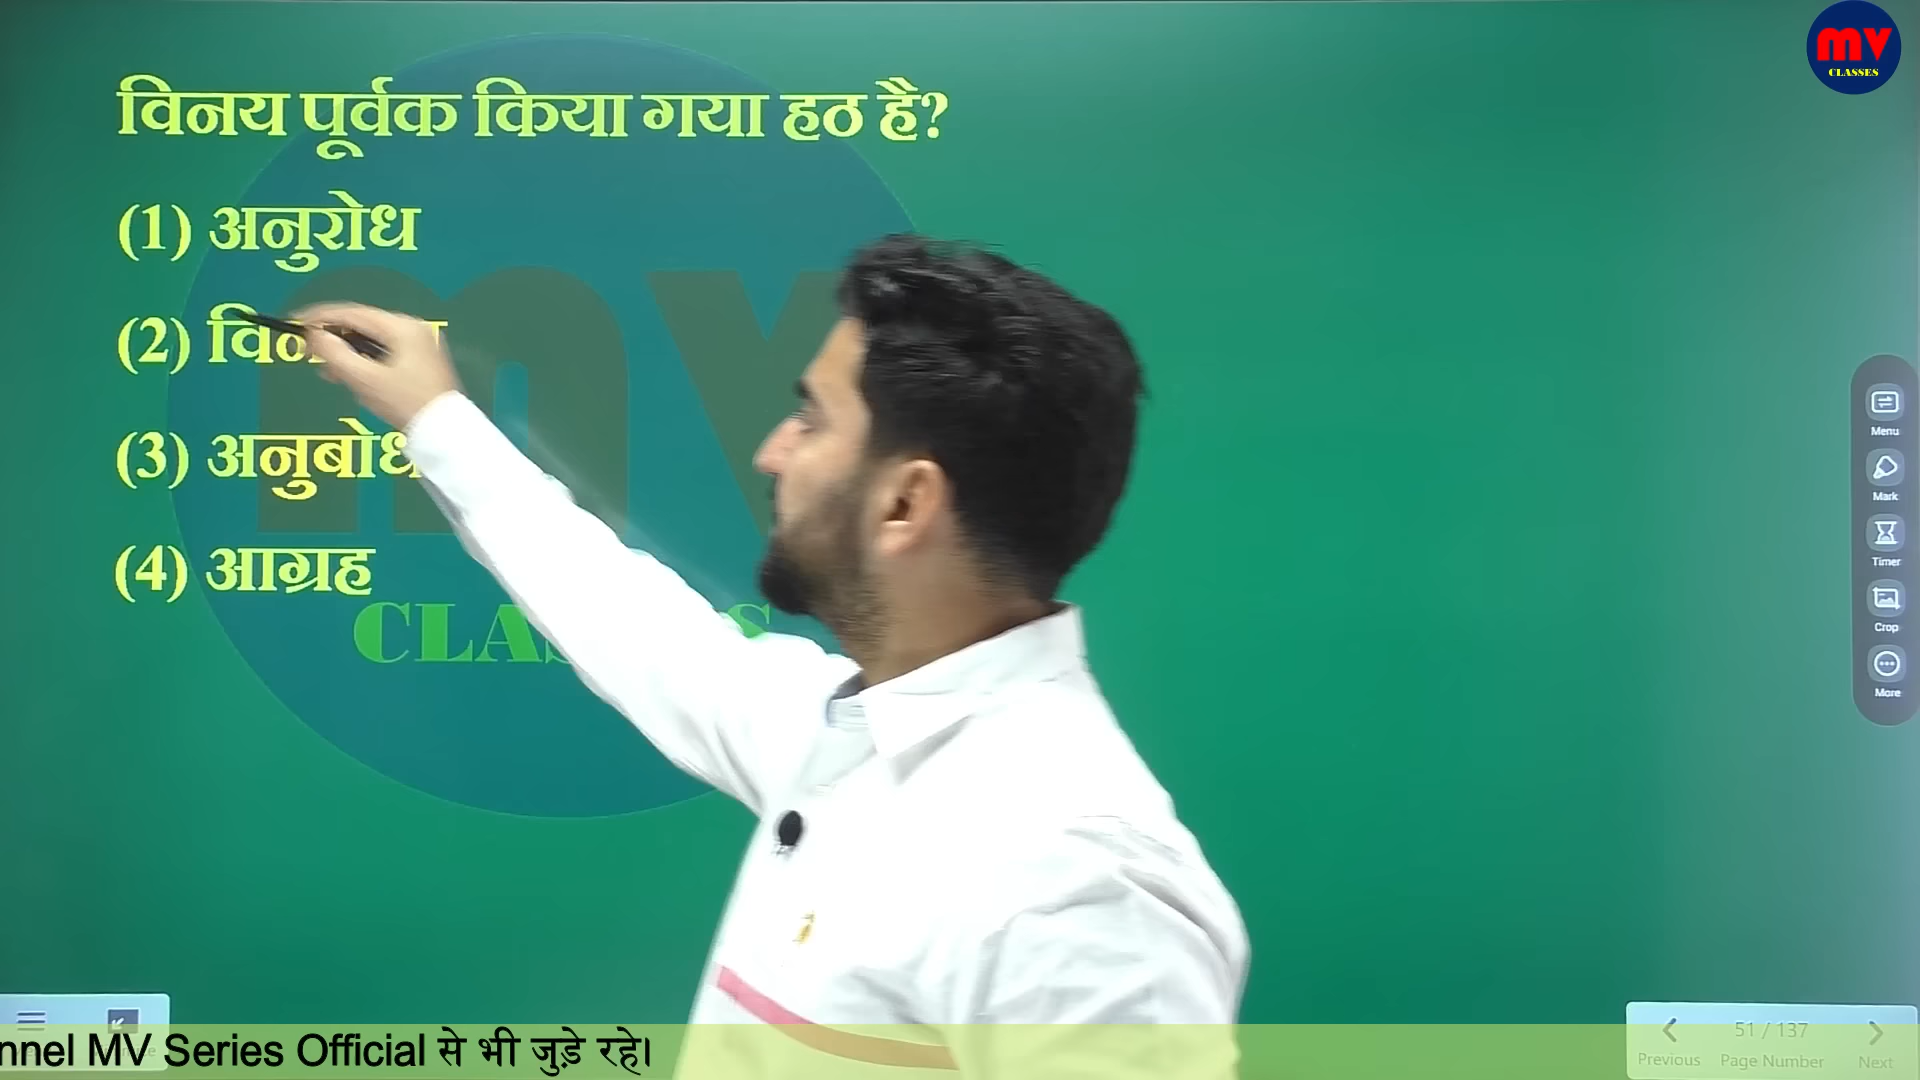 MV
CLASSES
विनय पूर्वक किया गया हठ है?
(1) अनुरोध
(2)
(3) अनुबोध
(4) आग्रह
Menu
Mark
Timer
Crop
More
51 / 137
Previous Page Number Next
nnel MV Series Official से भी जुड़े रहे।